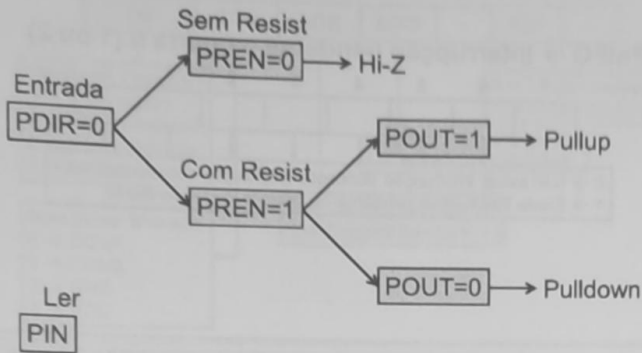 Sem Resist
PREN=0
Hi-Z
Entrada
PDIR=0
POUT=1
Pullup
Com Resist
PREN=1
POUT=0
Pulldown
Ler
PIN